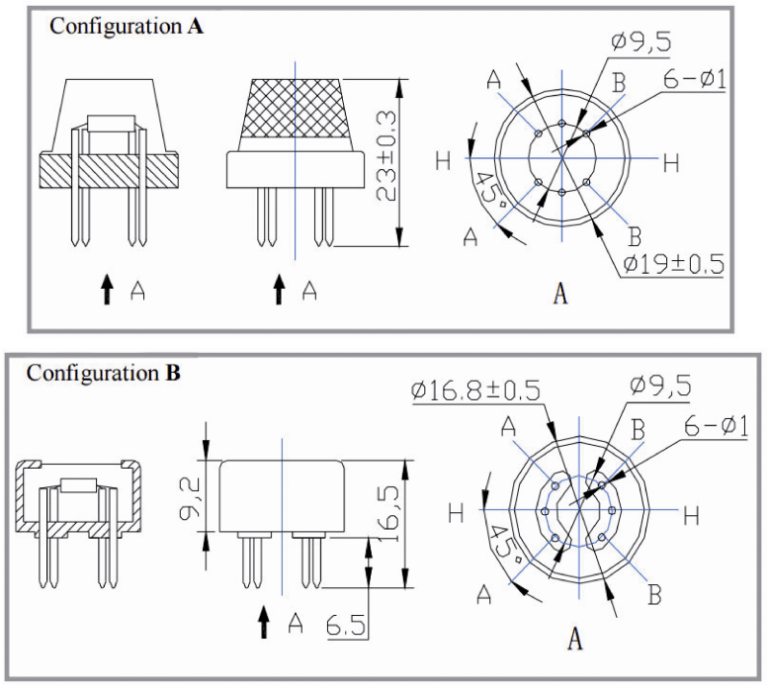 Configuration A
ø9,5
A
B
6-ø1
23±0.3
H
H
45°
A
B
ø19±0.5
A
A
A
Configuration B
ø16.8±0.5
ø9,5
A
B
6-ø1
9,2
16,5
H
H
45°
A
B
A
6.5
A